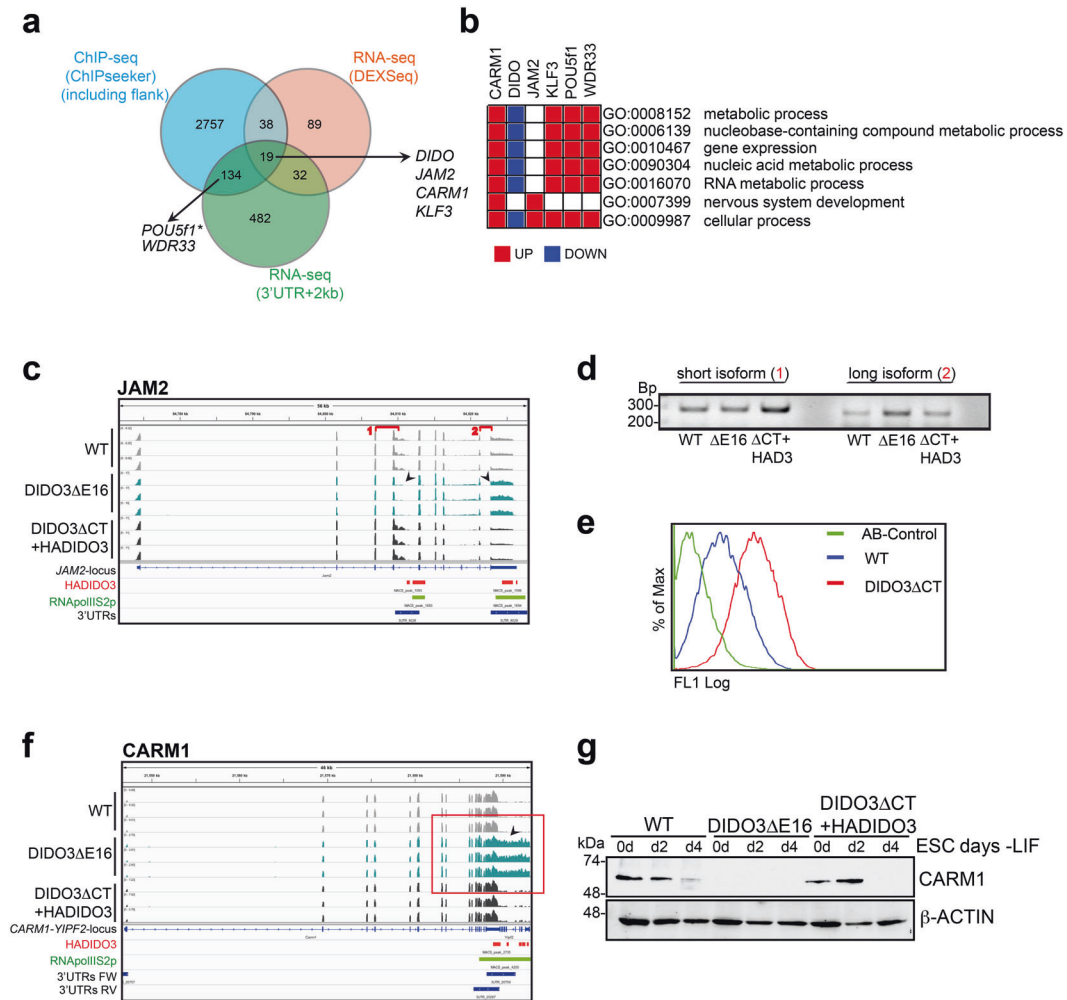 a
ChIP-seq
(ChIPseeker)
(including flank)
RNA-seq
(DEXSeq)
2757
38
89
19
134
32
482
DIDO
JAM2
CARM1
KLF3
POU5f1*
WDR33
RNA-seq
(3'UTR+2kb)
b
CARM1
DIDO
JAM2
KLF3
POU5f1
WDR33
GO:0008152 metabolic process
GO:0006139 nucleobase-containing compound metabolic process
GO:0010467 gene expression
GO:0090304 nucleic acid metabolic process
GO:0016070 RNA metabolic process
GO:0007399 nervous system development
GO:0009987 cellular process
UP DOWN
c
JAM2
1
2
WT
DIDO3ΔE16
DIDO3ΔCT
+HADIDO3
JAM2-locus
Jam2
HADIDO3
RNApolIIS2p
3'UTRs
d
short isoform (1) long isoform (2)
Bp
300
200
WT ΔE16 ΔCT+
HAD3
WT ΔE16 ΔCT+
HAD3
e
AB-Control
WT
DIDO3ΔCT
% of Max
FL1 Log
f
CARM1
WT
DIDO3ΔE16
DIDO3ΔCT
+HADIDO3
CARM1-YIPF2-locus
Carm1
HADIDO3
RNApolIIS2p
3'UTRs FW
3'UTRs RV
g
DIDO3ΔCT
WT DIDO3ΔE16 +HADIDO3
kDa 0d d2 d4 0d d2 d4 0d d2 d4 ESC days -LIF
74
48
CARM1
48
β-ACTIN